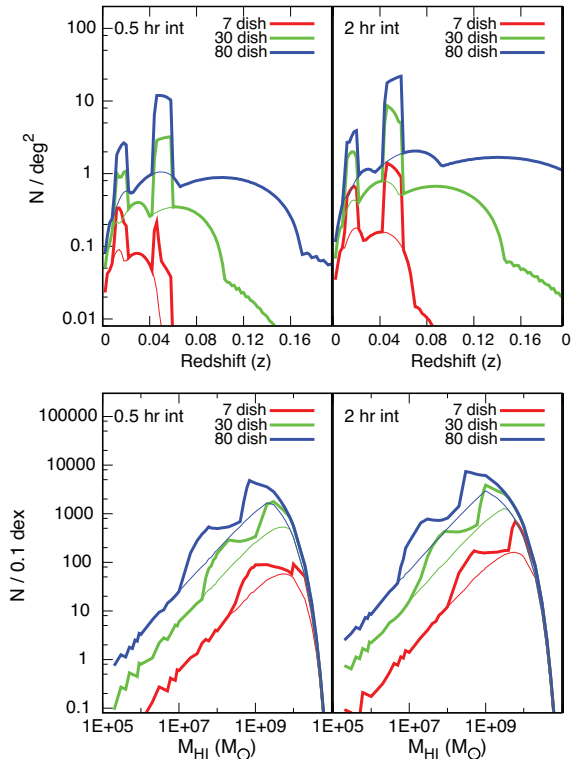 0.5 hr int
7 dish
30 dish
80 dish
2 hr int
7 dish
30 dish
80 dish
N / deg²
100
10
1
0.1
0.01
0 0.04 0.08 0.12 0.16 0 0.04 0.08 0.12 0.16 0
Redshift (z) Redshift (z)
0.5 hr int
7 dish
30 dish
80 dish
2 hr int
7 dish
30 dish
80 dish
N / 0.1 dex
100000
10000
1000
100
10
1
0.1
1E+05 1E+07 1E+09 1E+05 1E+07 1E+09
M_HI (M_⊙) M_HI (M_⊙)